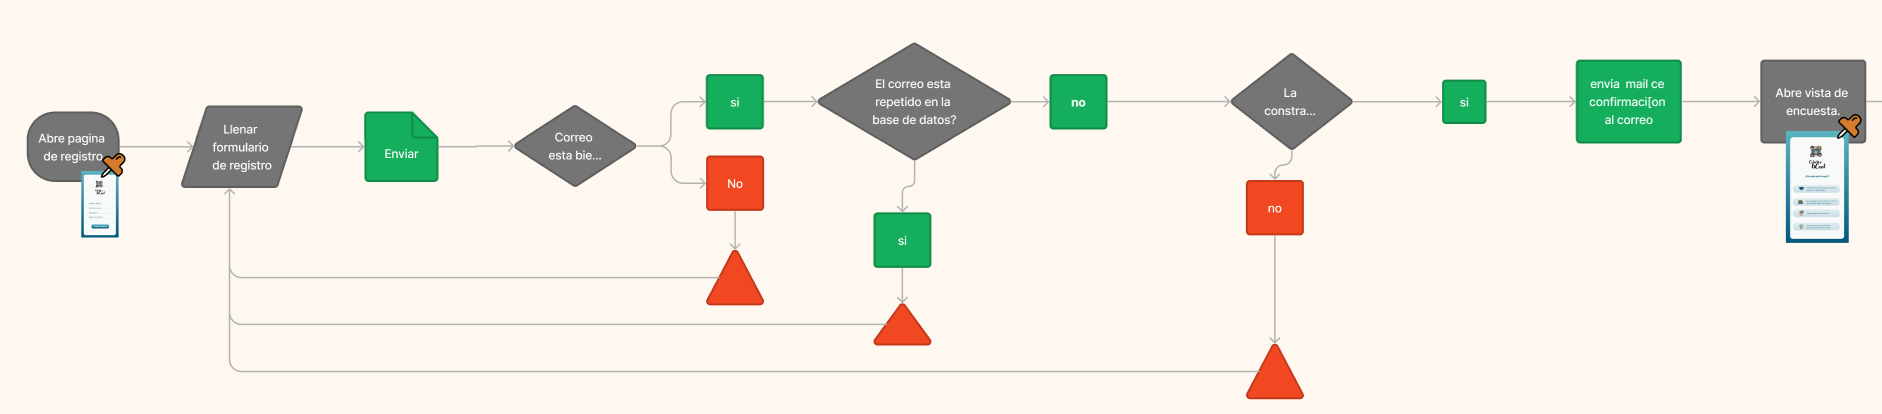 Abre pagina
de registro
Llenar
formulario
de registro
Enviar
Correo
esta bie...
si
No
El correo esta
repetido en la
base de datos?
si
no
La
constra...
no
si
envia  mail ce
confirmaci[on
al correo
Abre vista de
encuesta.